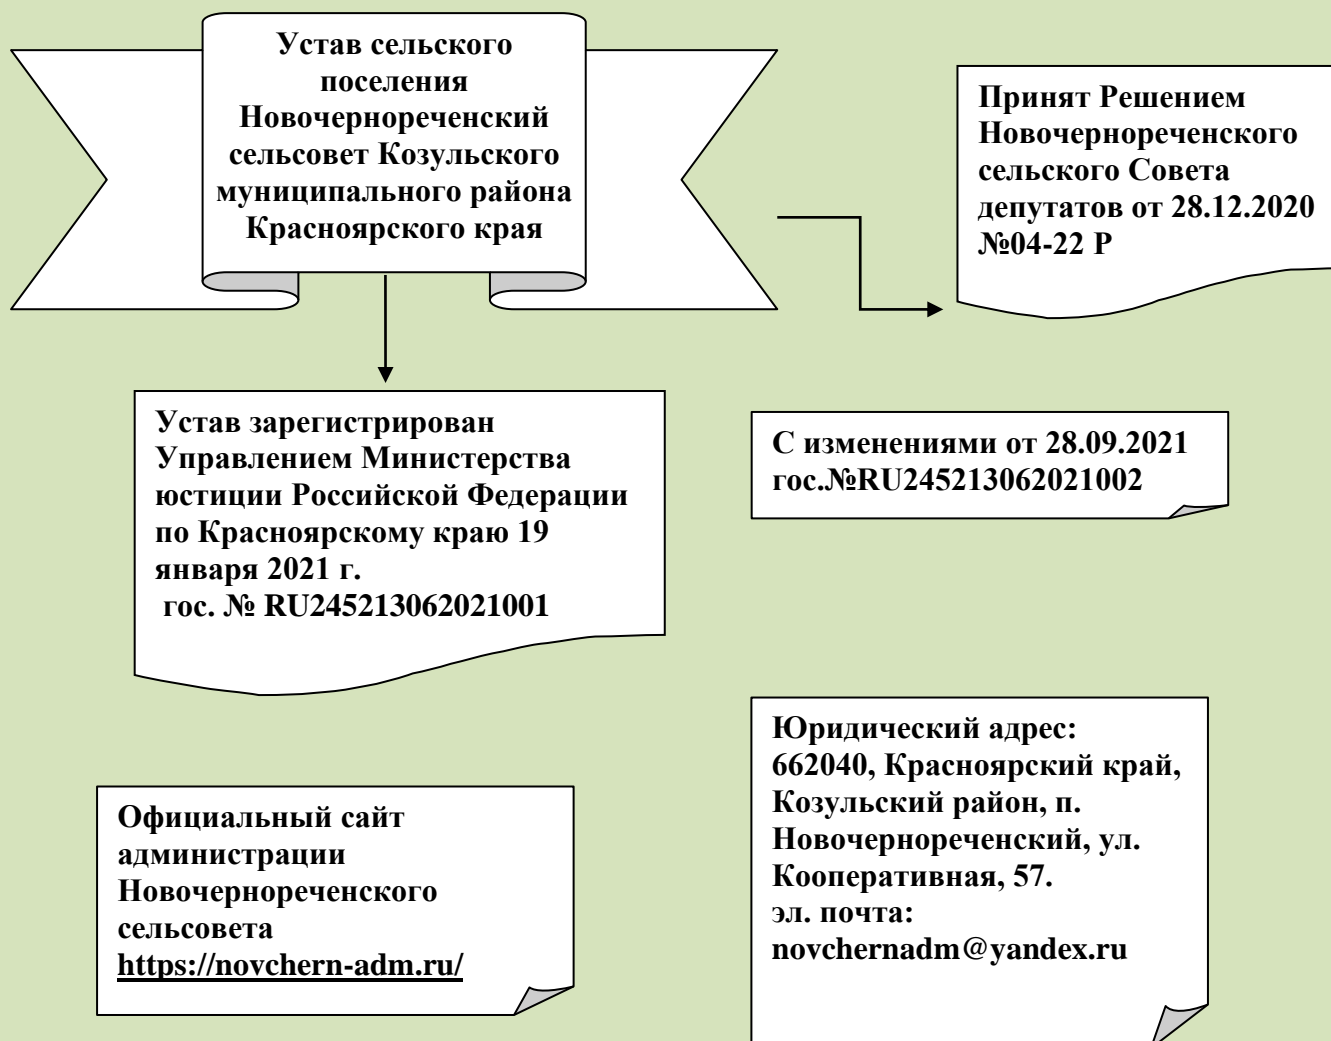 Устав сельского
поселения
Новочернореченский
сельсовет Козульского
муниципального района
Красноярского края
Принят Решением
Новочернореченского
сельского Совета
депутатов от 28.12.2020
№04-22 Р
Устав зарегистрирован
Управлением Министерства
юстиции Российской Федерации
по Красноярскому краю 19
января 2021 г.
гос. № RU245213062021001
С изменениями от 28.09.2021
гос.№RU245213062021002
Официальный сайт
администрации
Новочернореченского
сельсовета
https://novchern-adm.ru/
Юридический адрес:
662040, Красноярский край,
Козульский район, п.
Новочернореченский, ул.
Кооперативная, 57.
эл. почта:
novchernadm@yandex.ru